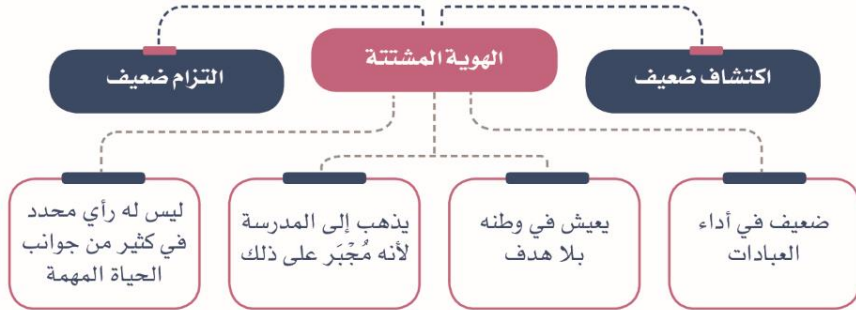 الهوية المشتتة
اكتشاف ضعيف
التزام ضعيف
ضعيف في أداء
العبادات
يعيش في وطنه
بلا هدف
يذهب إلى المدرسة
لأنه مُجْبَر على ذلك
ليس له رأي محدد
في كثير من جوانب
الحياة المهمة